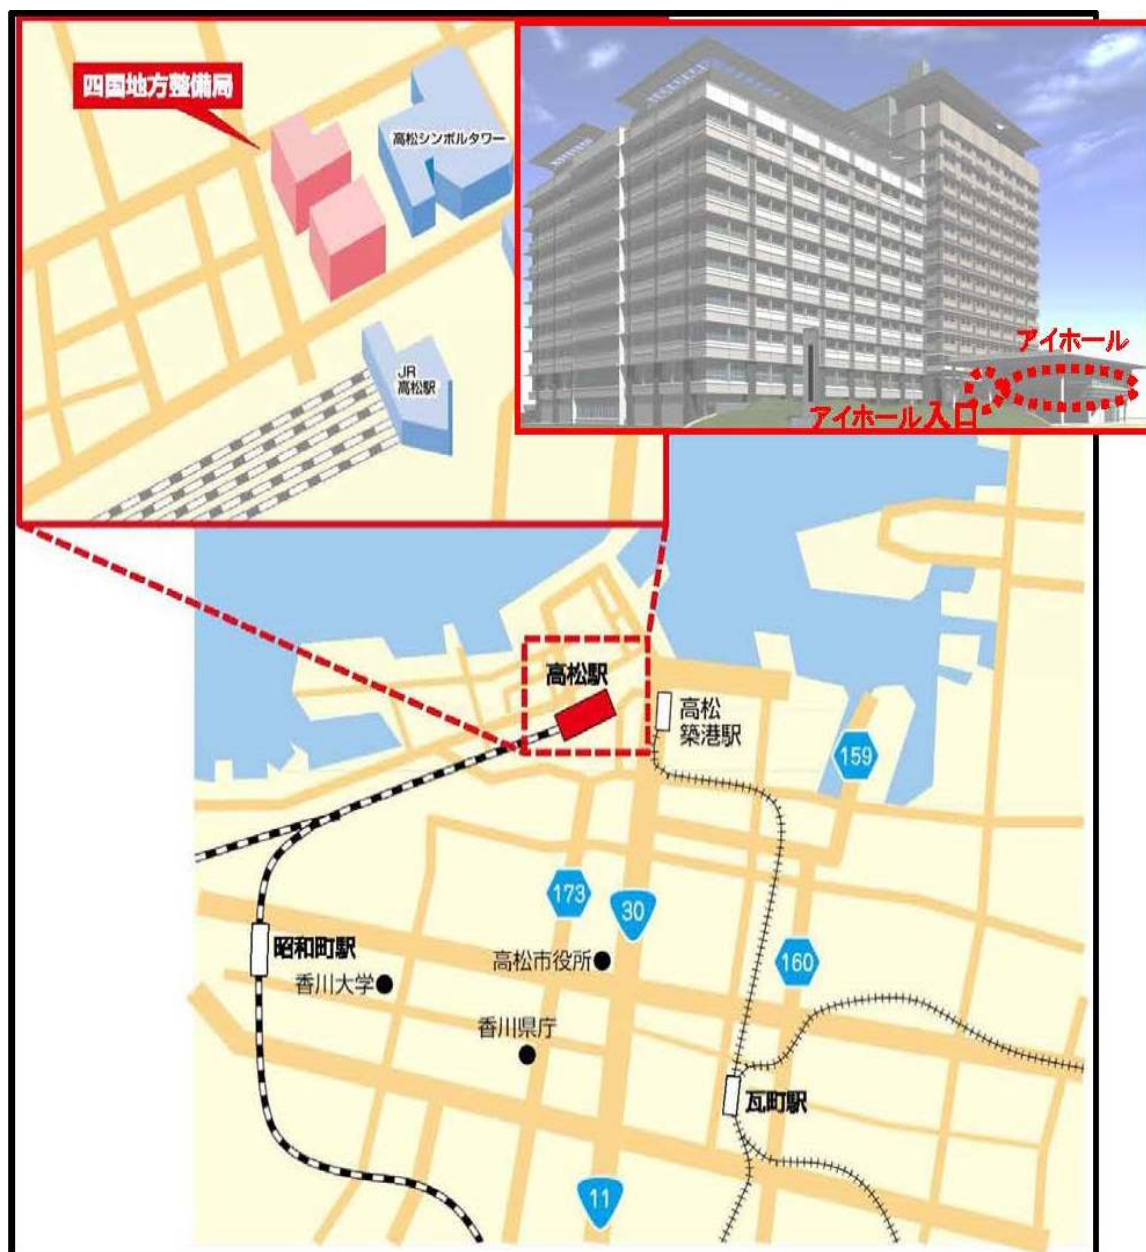 四国地方整備局
高松シンボルタワー
JR
高松駅
アイホール
アイホール入口
高松駅
高松
築港駅
159
173
30
昭和町駅
高松市役所
160
香川大学
香川県庁
瓦町駅
11